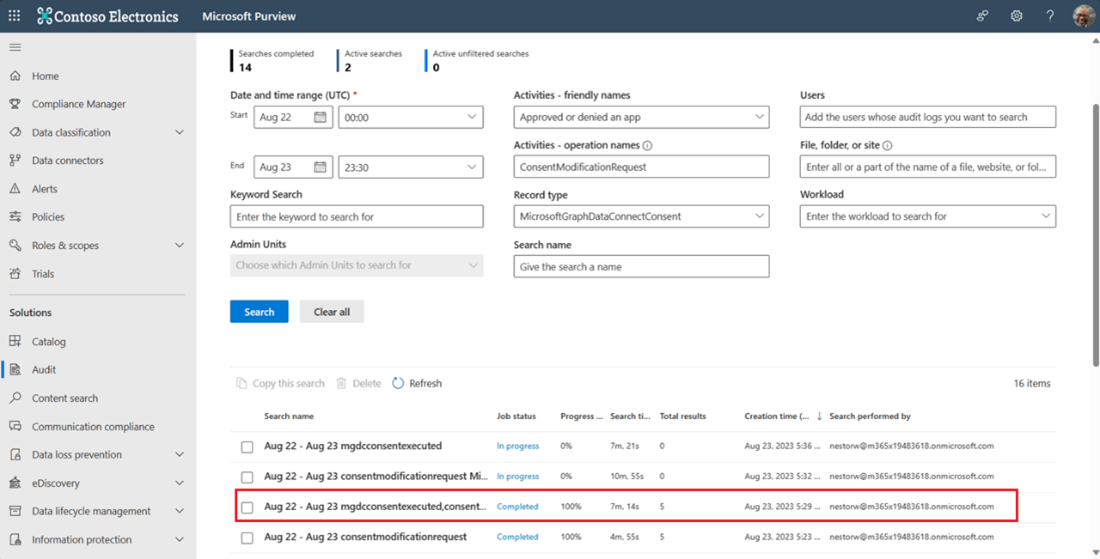 Contoso Electronics
Microsoft Purview
?
Home
Compliance Manager
Data classification
Data connectors
Alerts
Policies
Roles & scopes
Trials
Solutions
Catalog
Audit
Content search
Communication compliance
Data loss prevention
eDiscovery
Data lifecycle management
Information protection
Searches completed Active searches Active unfiltered searches
14 2 0
Date and time range (UTC) * Activities - friendly names Users
Start Aug 22 00:00 Approved or denied an app Add the users whose audit logs you want to search
Activities - operation names File, folder, or site
End Aug 23 23:30 ConsentModificationRequest Enter all or a part of the name of a file, website, or fol...
Keyword Search Record type Workload
Enter the keyword to search for MicrosoftGraphDataConnectConsent Enter the workload to search for
Admin Units Search name
Choose which Admin Units to search for Give the search a name
Search Clear all
Copy this search Delete Refresh 16 items
Search name Job status Progress ... Search ti... Total results Creation time (... ↓ Search performed by
Aug 22 - Aug 23 mgdcconsentexecuted In progress 0% 7m, 21s 0 Aug 23, 2023 5:36 ... nestorw@m365x19483618.onmicrosoft.com
Aug 22 - Aug 23 consentmodificationrequest Mi... In progress 0% 10m, 55s 0 Aug 23, 2023 5:32 ... nestorw@m365x19483618.onmicrosoft.com
Aug 22 - Aug 23 mgdcconsentexecuted,consent... Completed 100% 7m, 14s 5 Aug 23, 2023 5:29 ... nestorw@m365x19483618.onmicrosoft.com
Aug 22 - Aug 23 consentmodificationrequest Completed 100% 4m, 55s 5 Aug 23, 2023 5:23 ... nestorw@m365x19483618.onmicrosoft.com